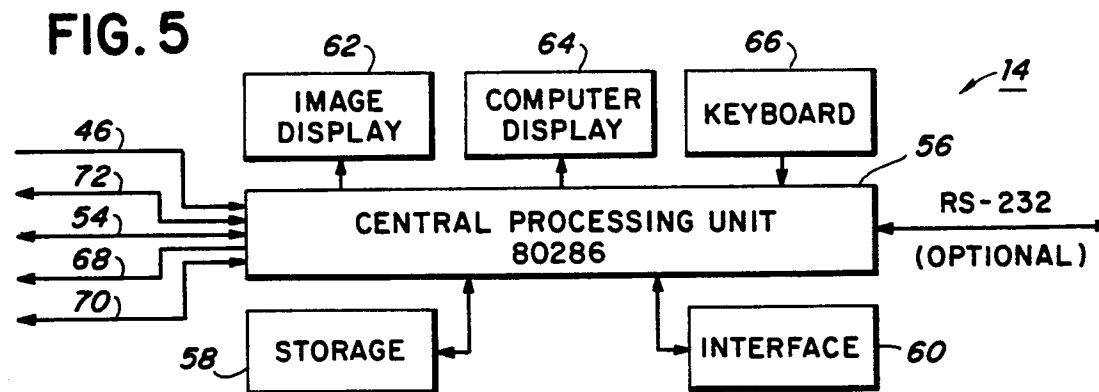 FIG. 5
62
64
66
14
IMAGE
DISPLAY
COMPUTER
DISPLAY
KEYBOARD
46
72
54
68
70
56
CENTRAL PROCESSING UNIT
80286
RS-232
(OPTIONAL)
58
STORAGE
INTERFACE
60